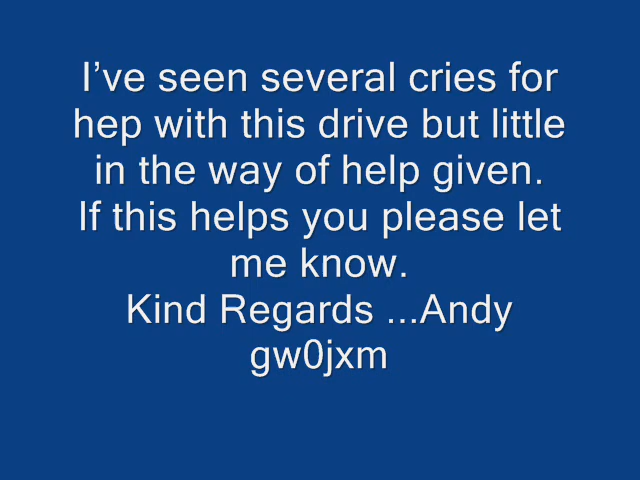 I’ve seen several cries for
hep with this drive but little
in the way of help given.
If this helps you please let
me know.
Kind Regards ...Andy
gw0jxm